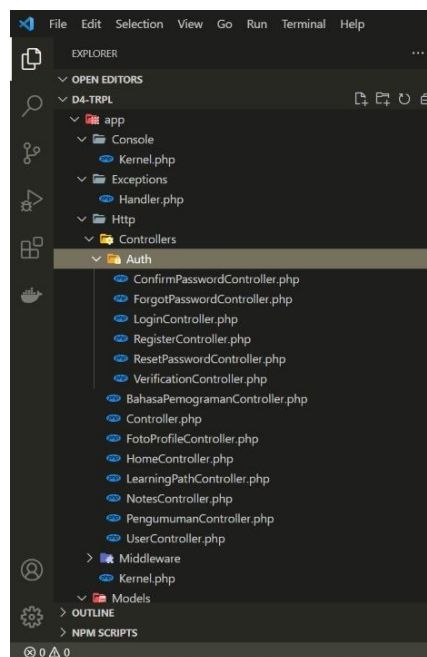 File Edit Selection View Go Run Terminal Help
EXPLORER
OPEN EDITORS
D4-TRPL
app
Console
Kernel.php
Exceptions
Handler.php
Http
Controllers
Auth
ConfirmPasswordController.php
ForgotPasswordController.php
LoginController.php
RegisterController.php
ResetPasswordController.php
VerificationController.php
BahasaPemogramanController.php
Controller.php
FotoProfileController.php
HomeController.php
LearningPathController.php
NotesController.php
PengumumanController.php
UserController.php
Middleware
Kernel.php
Models
OUTLINE
NPM SCRIPTS
0 0